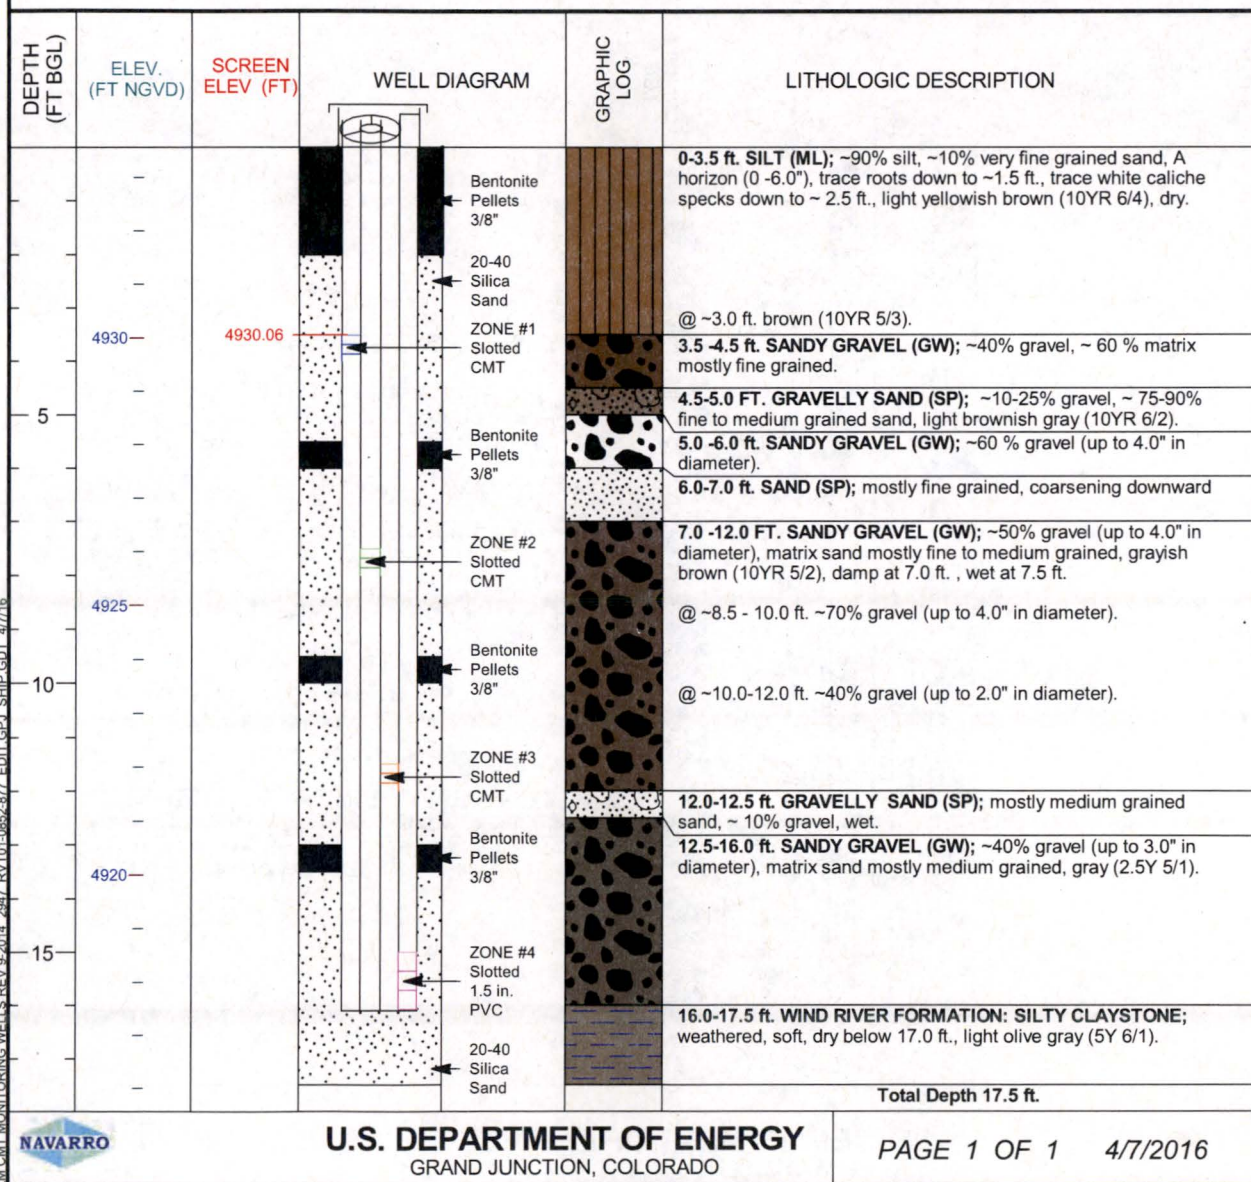 DEPTH
(FT BGL)
ELEV.
(FT NGVD)
SCREEN
ELEV (FT)
WELL DIAGRAM
GRAPHIC
LOG
LITHOLOGIC DESCRIPTION
Bentonite
Pellets
3/8"
0-3.5 ft. SILT (ML); ~90% silt, ~10% very fine grained sand, A
horizon (0 -6.0"), trace roots down to ~1.5 ft., trace white caliche
specks down to ~ 2.5 ft., light yellowish brown (10YR 6/4), dry.
20-40
Silica
Sand
@ ~3.0 ft. brown (10YR 5/3).
4930
4930.06
ZONE #1
Slotted
CMT
3.5 -4.5 ft. SANDY GRAVEL (GW); ~40% gravel, ~ 60 % matrix
mostly fine grained.
5
4.5-5.0 FT. GRAVELLY SAND (SP); ~10-25% gravel, ~ 75-90%
fine to medium grained sand, light brownish gray (10YR 6/2).
Bentonite
Pellets
3/8"
5.0 -6.0 ft. SANDY GRAVEL (GW); ~60 % gravel (up to 4.0" in
diameter).
6.0-7.0 ft. SAND (SP); mostly fine grained, coarsening downward
ZONE #2
Slotted
CMT
7.0 -12.0 FT. SANDY GRAVEL (GW); ~50% gravel (up to 4.0" in
diameter), matrix sand mostly fine to medium grained, grayish
brown (10YR 5/2), damp at 7.0 ft. , wet at 7.5 ft.
4925
@ ~8.5 - 10.0 ft. ~70% gravel (up to 4.0" in diameter).
Bentonite
Pellets
3/8"
10
@ ~10.0-12.0 ft. ~40% gravel (up to 2.0" in diameter).
ZONE #3
Slotted
CMT
12.0-12.5 ft. GRAVELLY SAND (SP); mostly medium grained
sand, ~ 10% gravel, wet.
Bentonite
Pellets
3/8"
12.5-16.0 ft. SANDY GRAVEL (GW); ~40% gravel (up to 3.0" in
diameter), matrix sand mostly medium grained, gray (2.5Y 5/1).
4920
15
ZONE #4
Slotted
1.5 in.
PVC
16.0-17.5 ft. WIND RIVER FORMATION: SILTY CLAYSTONE;
weathered, soft, dry below 17.0 ft., light olive gray (5Y 6/1).
20-40
Silica
Sand
Total Depth 17.5 ft.
CMT MONITORING WELLS REV 9-2014
4/7/16
NAVARRO
U.S. DEPARTMENT OF ENERGY
GRAND JUNCTION, COLORADO
PAGE 1 OF 1 4/7/2016